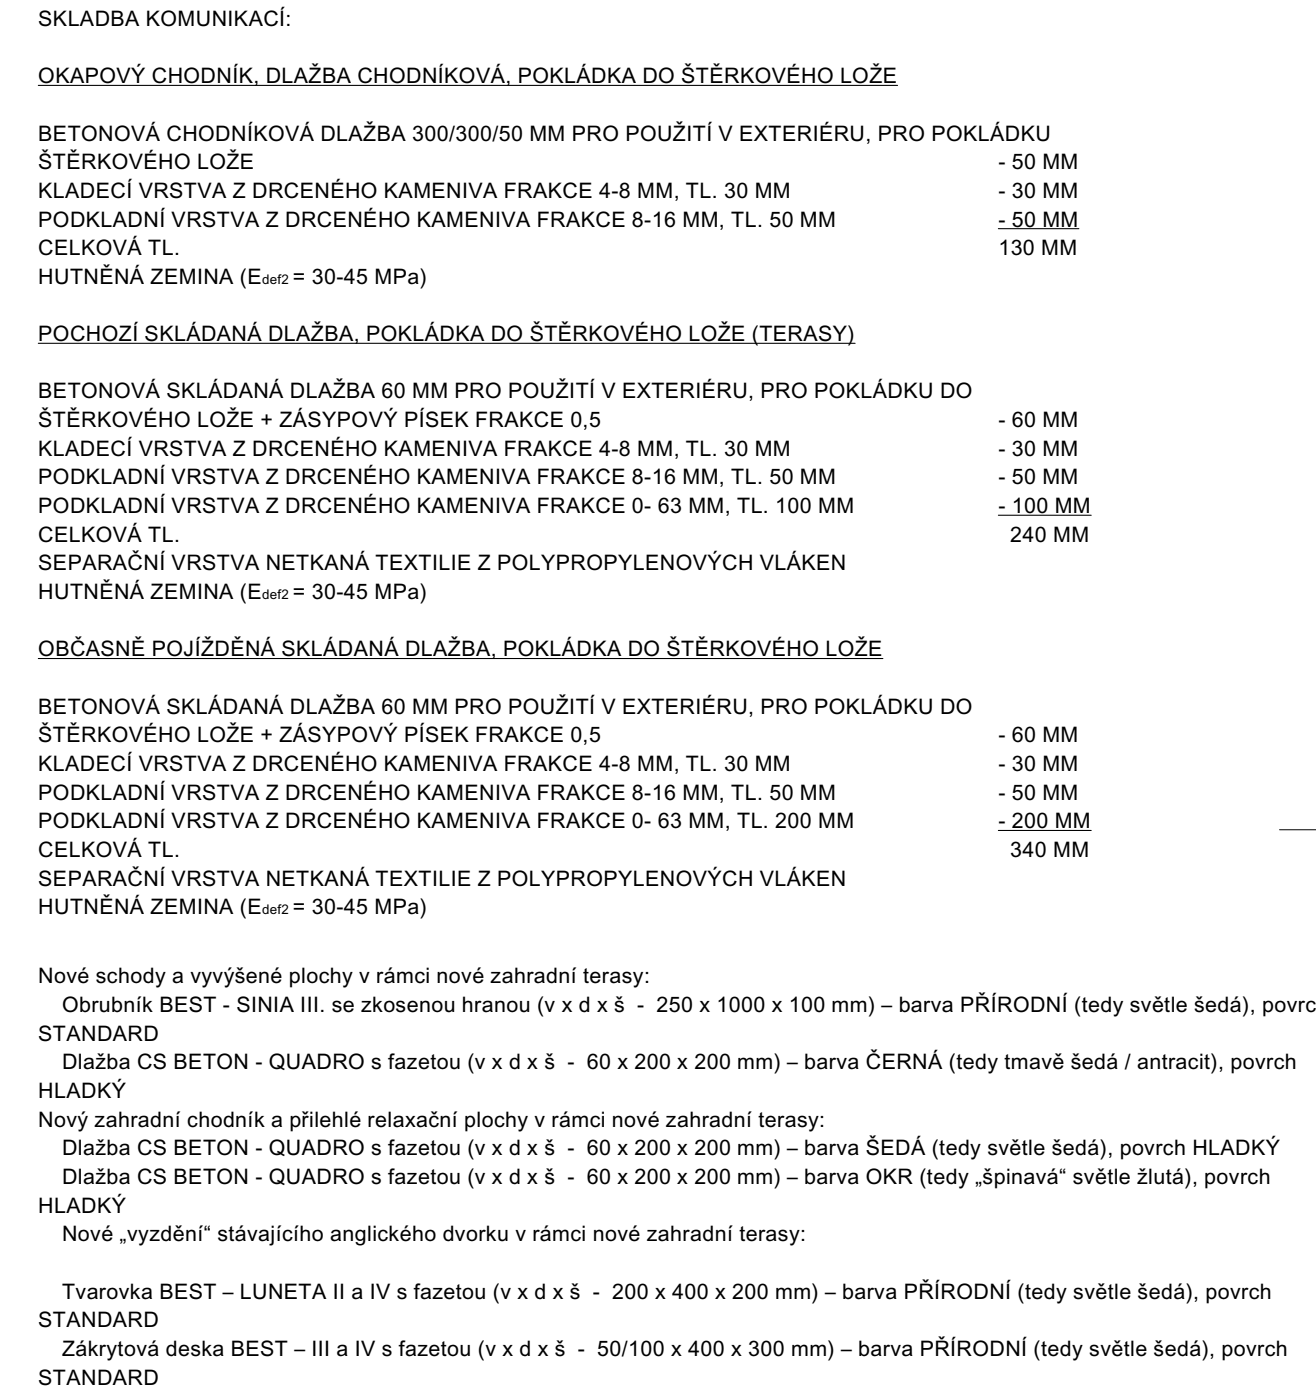 SKLADBA KOMUNIKACÍ:
OKAPOVÝ CHODNÍK, DLAŽBA CHODNÍKOVÁ, POKLÁDKA DO ŠTĚRKOVÉHO LOŽE
BETONOVÁ CHODNÍKOVÁ DLAŽBA 300/300/50 MM PRO POUŽITÍ V EXTERIÉRU, PRO POKLÁDKU
ŠTĚRKOVÉHO LOŽE - 50 MM
KLADECÍ VRSTVA Z DRCENÉHO KAMENIVA FRAKCE 4-8 MM, TL. 30 MM - 30 MM
PODKLADNÍ VRSTVA Z DRCENÉHO KAMENIVA FRAKCE 8-16 MM, TL. 50 MM - 50 MM
CELKOVÁ TL. 130 MM
HUTNĚNÁ ZEMINA (Edef2 = 30-45 MPa)
POCHOZÍ SKLÁDANÁ DLAŽBA, POKLÁDKA DO ŠTĚRKOVÉHO LOŽE (TERASY)
BETONOVÁ SKLÁDANÁ DLAŽBA 60 MM PRO POUŽITÍ V EXTERIÉRU, PRO POKLÁDKU DO
ŠTĚRKOVÉHO LOŽE + ZÁSYPOVÝ PÍSEK FRAKCE 0,5 - 60 MM
KLADECÍ VRSTVA Z DRCENÉHO KAMENIVA FRAKCE 4-8 MM, TL. 30 MM - 30 MM
PODKLADNÍ VRSTVA Z DRCENÉHO KAMENIVA FRAKCE 8-16 MM, TL. 50 MM - 50 MM
PODKLADNÍ VRSTVA Z DRCENÉHO KAMENIVA FRAKCE 0- 63 MM, TL. 100 MM - 100 MM
CELKOVÁ TL. 240 MM
SEPARAČNÍ VRSTVA NETKANÁ TEXTILIE Z POLYPROPYLENOVÝCH VLÁKEN
HUTNĚNÁ ZEMINA (Edef2 = 30-45 MPa)
OBČASNĚ POJÍŽDĚNÁ SKLÁDANÁ DLAŽBA, POKLÁDKA DO ŠTĚRKOVÉHO LOŽE
BETONOVÁ SKLÁDANÁ DLAŽBA 60 MM PRO POUŽITÍ V EXTERIÉRU, PRO POKLÁDKU DO
ŠTĚRKOVÉHO LOŽE + ZÁSYPOVÝ PÍSEK FRAKCE 0,5 - 60 MM
KLADECÍ VRSTVA Z DRCENÉHO KAMENIVA FRAKCE 4-8 MM, TL. 30 MM - 30 MM
PODKLADNÍ VRSTVA Z DRCENÉHO KAMENIVA FRAKCE 8-16 MM, TL. 50 MM - 50 MM
PODKLADNÍ VRSTVA Z DRCENÉHO KAMENIVA FRAKCE 0- 63 MM, TL. 200 MM - 200 MM
CELKOVÁ TL. 340 MM
SEPARAČNÍ VRSTVA NETKANÁ TEXTILIE Z POLYPROPYLENOVÝCH VLÁKEN
HUTNĚNÁ ZEMINA (Edef2 = 30-45 MPa)
Nové schody a vyvýšené plochy v rámci nové zahradní terasy:
Obrubník BEST - SINIA III. se zkosenou hranou (v x d x š - 250 x 1000 x 100 mm) – barva PŘÍRODNÍ (tedy světle šedá), povrc
STANDARD
Dlažba CS BETON - QUADRO s fazetou (v x d x š - 60 x 200 x 200 mm) – barva ČERNÁ (tedy tmavě šedá / antracit), povrch
HLADKÝ
Nový zahradní chodník a přilehlé relaxační plochy v rámci nové zahradní terasy:
Dlažba CS BETON - QUADRO s fazetou (v x d x š - 60 x 200 x 200 mm) – barva ŠEDÁ (tedy světle šedá), povrch HLADKÝ
Dlažba CS BETON - QUADRO s fazetou (v x d x š - 60 x 200 x 200 mm) – barva OKR (tedy „špinavá“ světle žlutá), povrch
HLADKÝ
Nové „vyzdění“ stávajícího anglického dvorku v rámci nové zahradní terasy:
Tvarovka BEST – LUNETA II a IV s fazetou (v x d x š - 200 x 400 x 200 mm) – barva PŘÍRODNÍ (tedy světle šedá), povrch
STANDARD
Zákrytová deska BEST – III a IV s fazetou (v x d x š - 50/100 x 400 x 300 mm) – barva PŘÍRODNÍ (tedy světle šedá), povrch
STANDARD